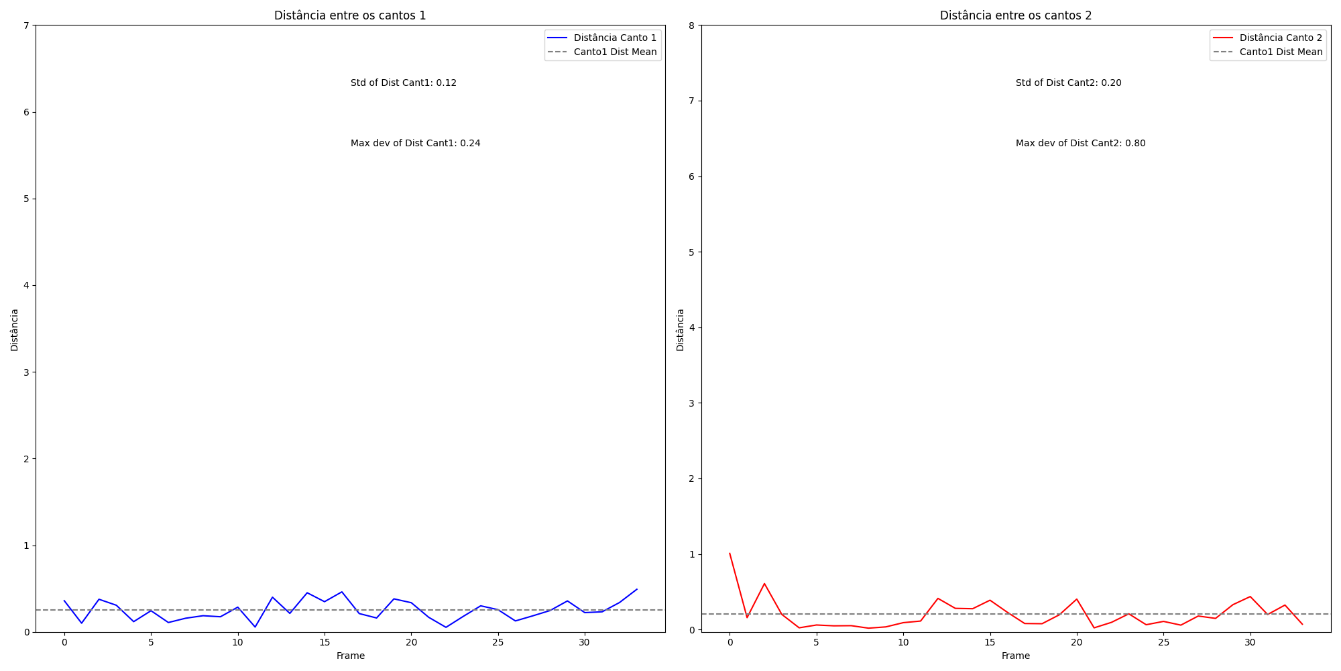 Distância entre os cantos 1
7
6
5
4
3
2
1
0
Distância
Distância Canto 1
Canto1 Dist Mean
Std of Dist Cant1: 0.12
Max dev of Dist Cant1: 0.24
0 5 10 15 20 25 30
Frame
Distância entre os cantos 2
8
7
6
5
4
3
2
1
0
Distância
Distância Canto 2
Canto1 Dist Mean
Std of Dist Cant2: 0.20
Max dev of Dist Cant2: 0.80
0 5 10 15 20 25 30
Frame